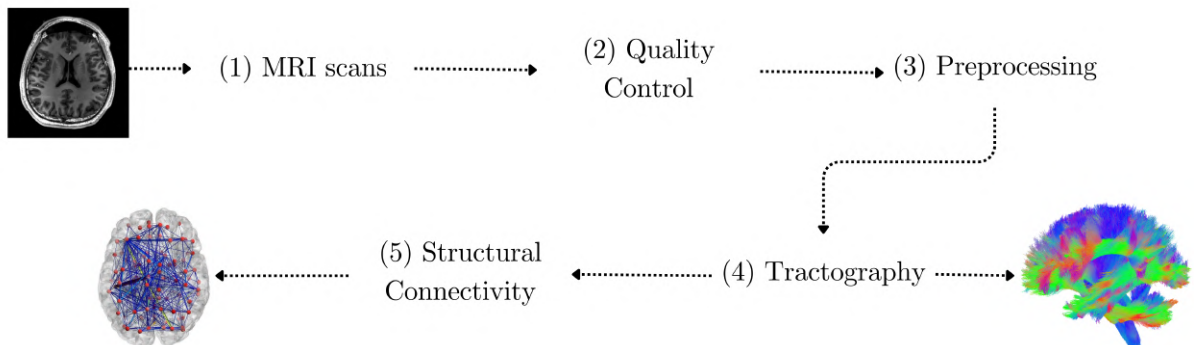 (1) MRI scans
(2) Quality
Control
(3) Preprocessing
(4) Tractography
(5) Structural
Connectivity